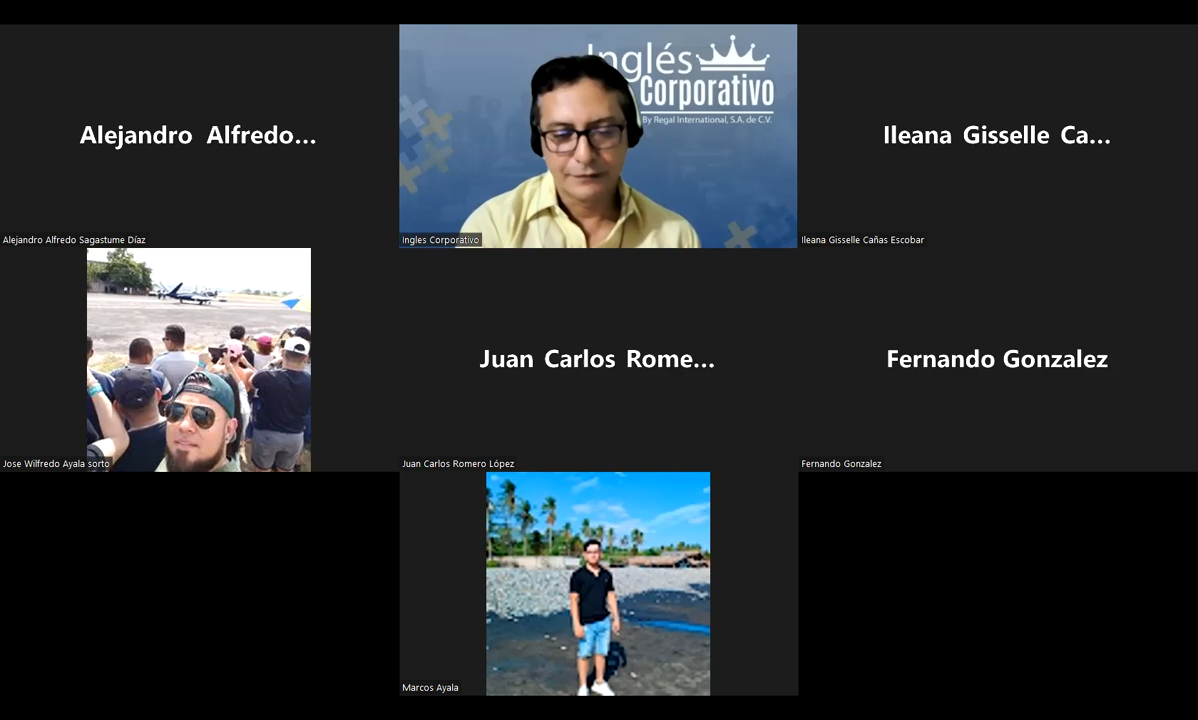 Alejandro Alfredo...
Alejandro Alfredo Sagastume Díaz
Inglés
Corporativo
By Regal International, S.A. de C.V.
Ingles Corporativo
Ileana Gisselle Ca...
Ileana Gisselle Cañas Escobar
Jose Wilfredo Ayala sorto
Juan Carlos Rome...
Juan Carlos Romero López
Fernando Gonzalez
Fernando Gonzalez
Marcos Ayala